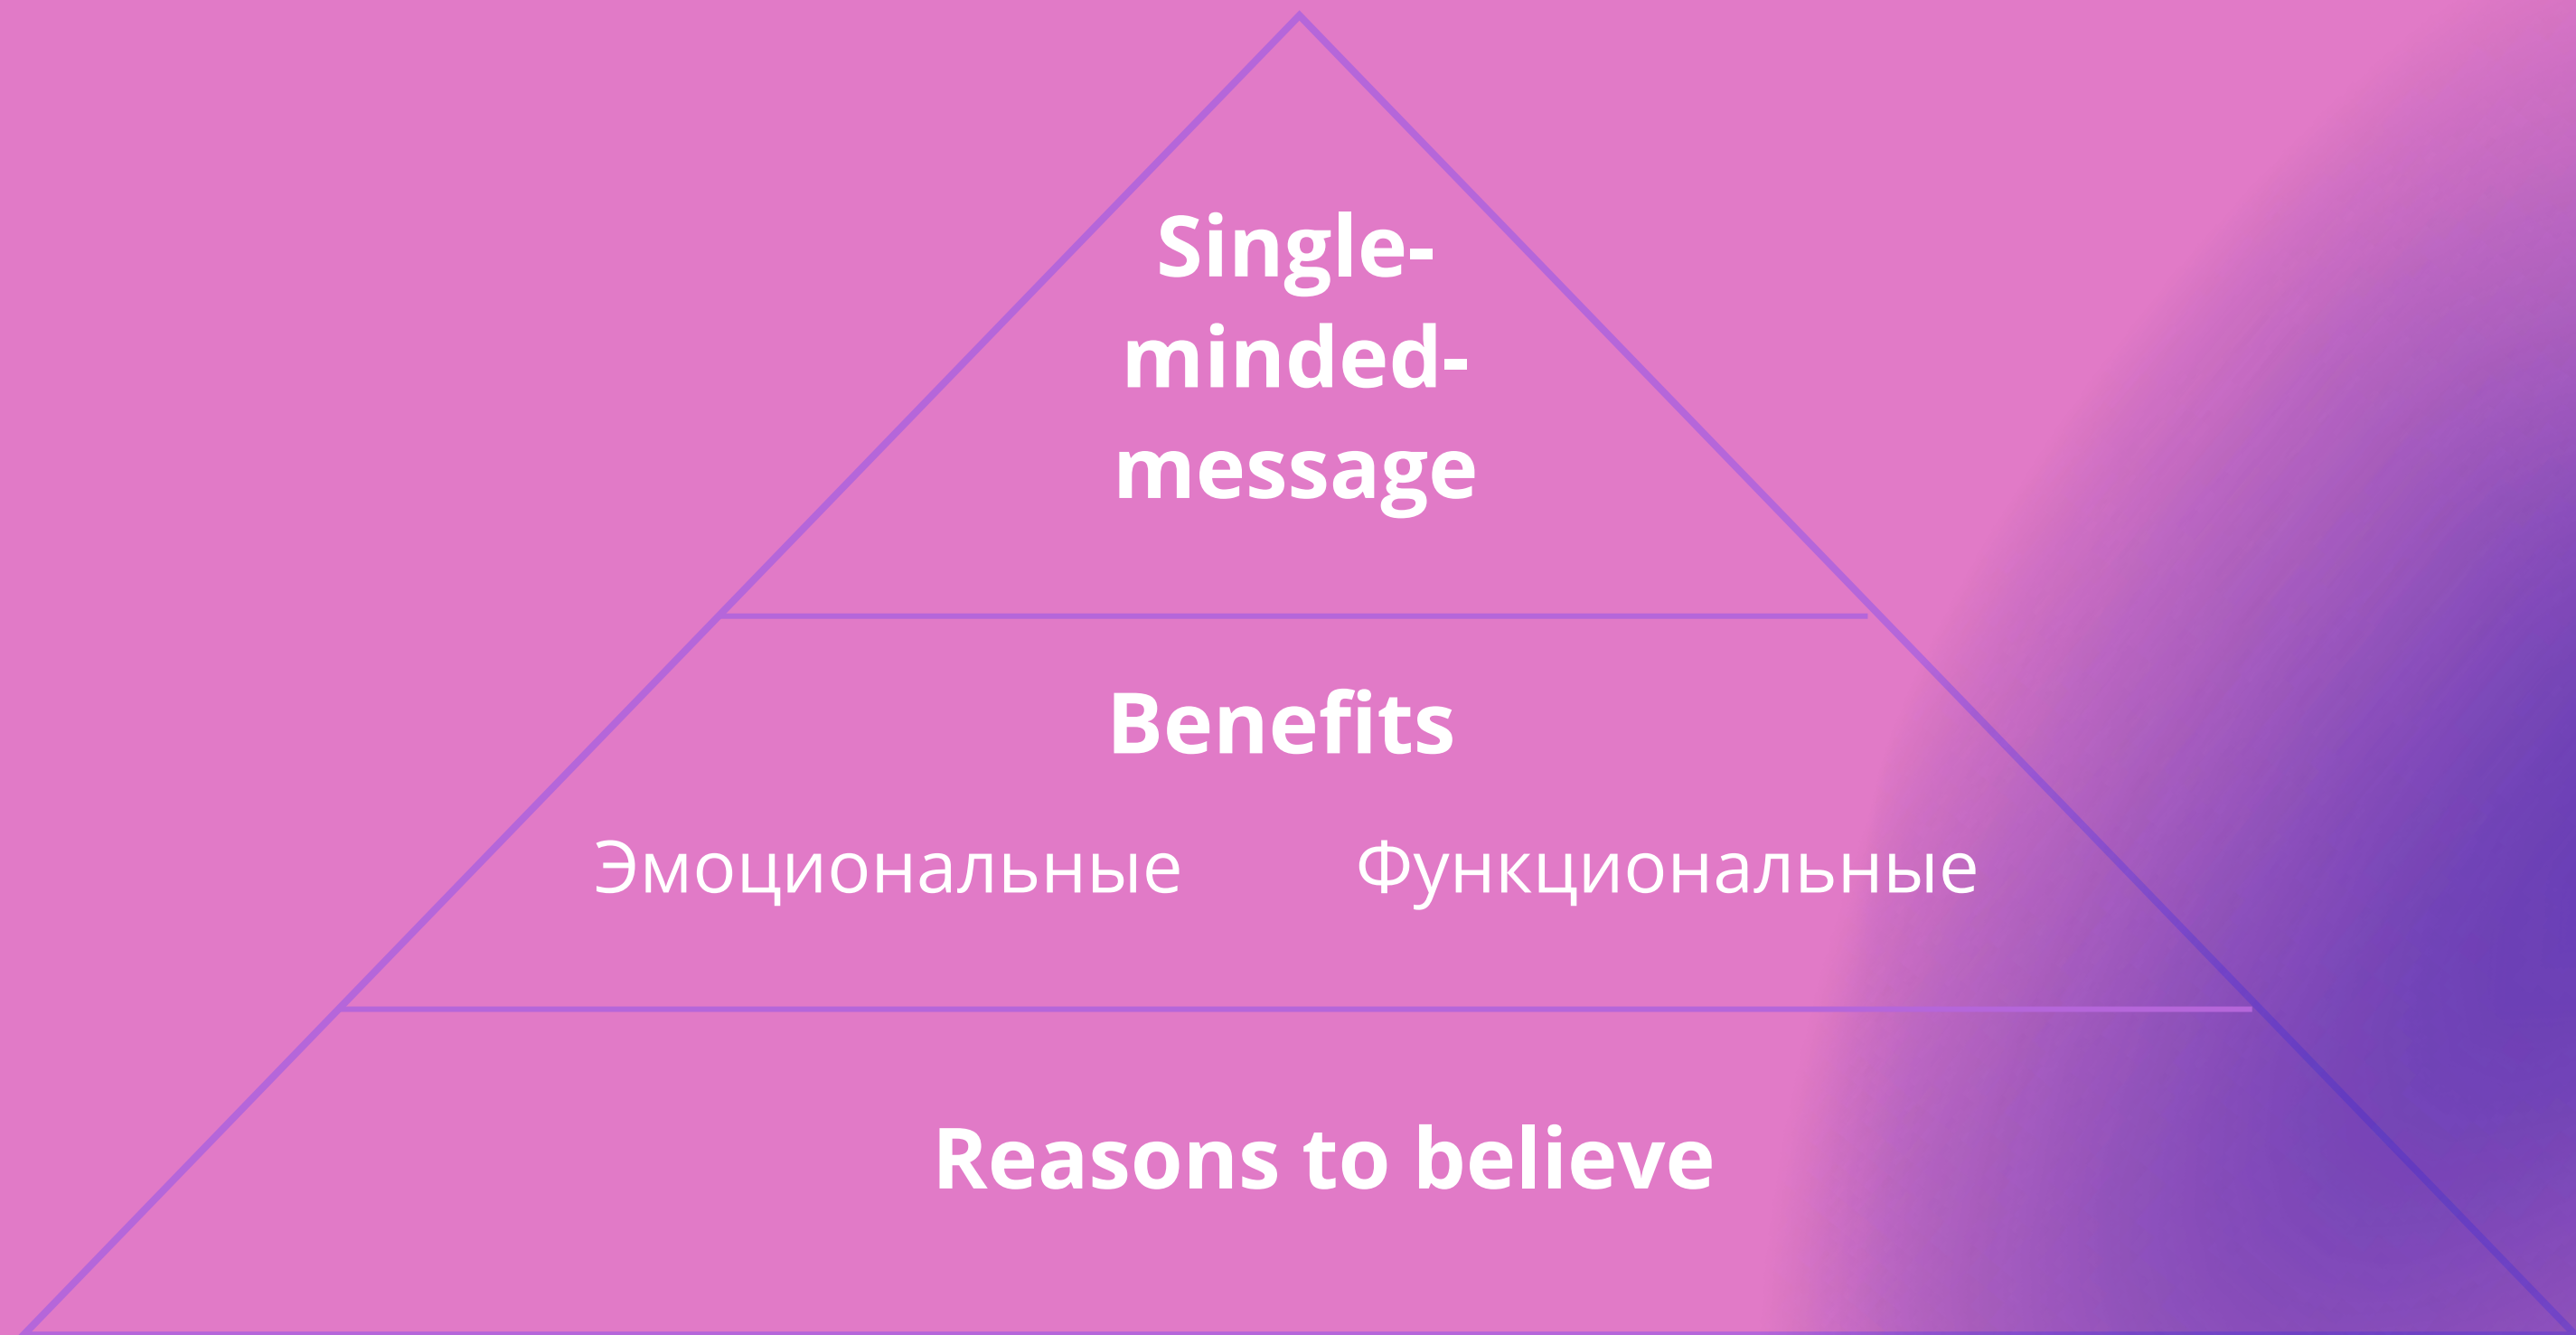 Single-
minded-
message
Benefits
Эмоциональные Функциональные
Reasons to believe